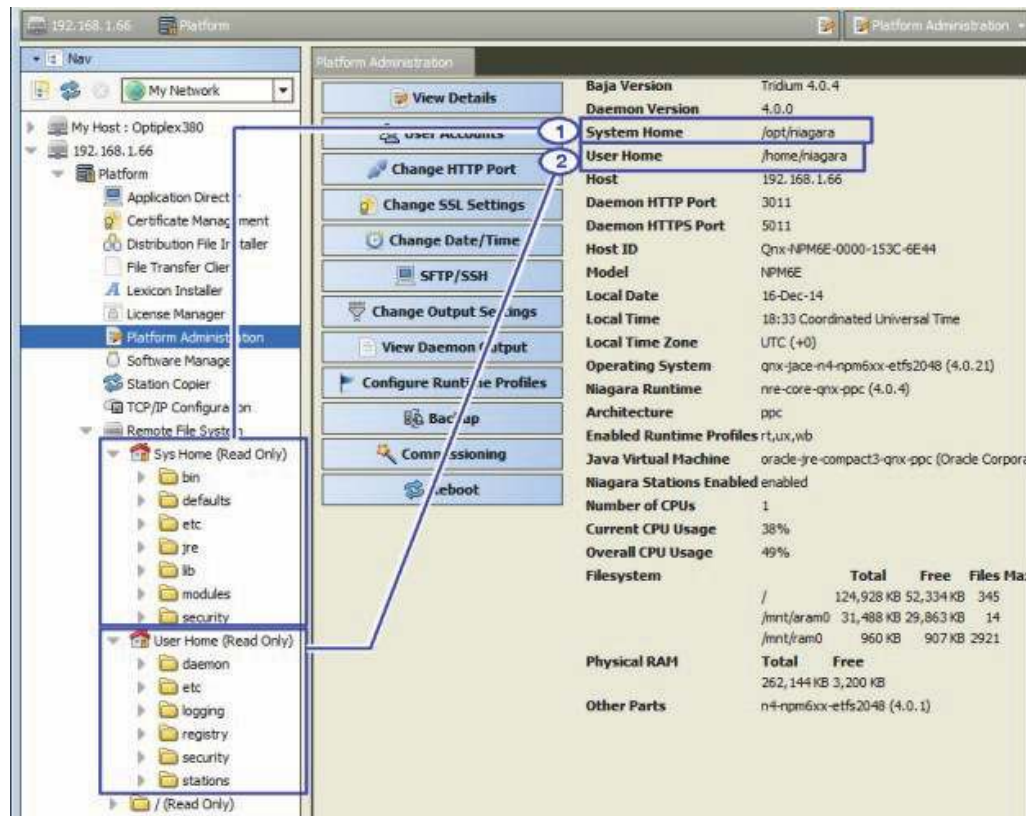 192.168.1.66 Platform
Platform Administration
Nav
My Network
My Host : Optiplex380
192.168.1.66
Platform
Application Direct
Certificate Manag ment
Distribution File In taller
File Transfer Clier
Lexicon Installer
License Manager
Platform Administ ation
Software Manage
Station Copier
TCP/IP Configura on
Remote File Syste
Sys Home (Read Only)
bin
defaults
etc
jre
lib
modules
security
User Home (Read Only)
daemon
etc
logging
registry
security
stations
/ (Read Only)
Platform Administration
View Details
User Accounts
Change HTTP Port
Change SSL Settings
Change Date/Time
SFTP/SSH
Change Output Settings
View Daemon Output
Configure Runtime Profiles
Backup
Commissioning
Reboot
Baja Version Tridium 4.0.4
Daemon Version 4.0.0
1 System Home /opt/niagara
2 User Home /home/niagara
Host 192.168.1.66
Daemon HTTP Port 3011
Daemon HTTPS Port 5011
Host ID Qnx-NPM6E-0000-153C-6E44
Model NPM6E
Local Date 16-Dec-14
Local Time 18:33 Coordinated Universal Time
Local Time Zone UTC (+0)
Operating System qnx-jace-n4-npm6xx-etfs2048 (4.0.21)
Niagara Runtime nre-core-qnx-ppc (4.0.4)
Architecture ppc
Enabled Runtime Profiles rt,ux,wb
Java Virtual Machine oracle-jre-compact3-qnx-ppc (Oracle Corpora
Niagara Stations Enabled enabled
Number of CPUs 1
Current CPU Usage 38%
Overall CPU Usage 49%
Filesystem Total Free Files Max
/ 124,928 KB 52,334 KB 345
/mnt/aram0 31,488 KB 29,863 KB 14
/mnt/ram0 960 KB 907 KB 2921
Physical RAM Total Free
262,144 KB 3,200 KB
Other Parts n4-npm6xx-etfs2048 (4.0.1)